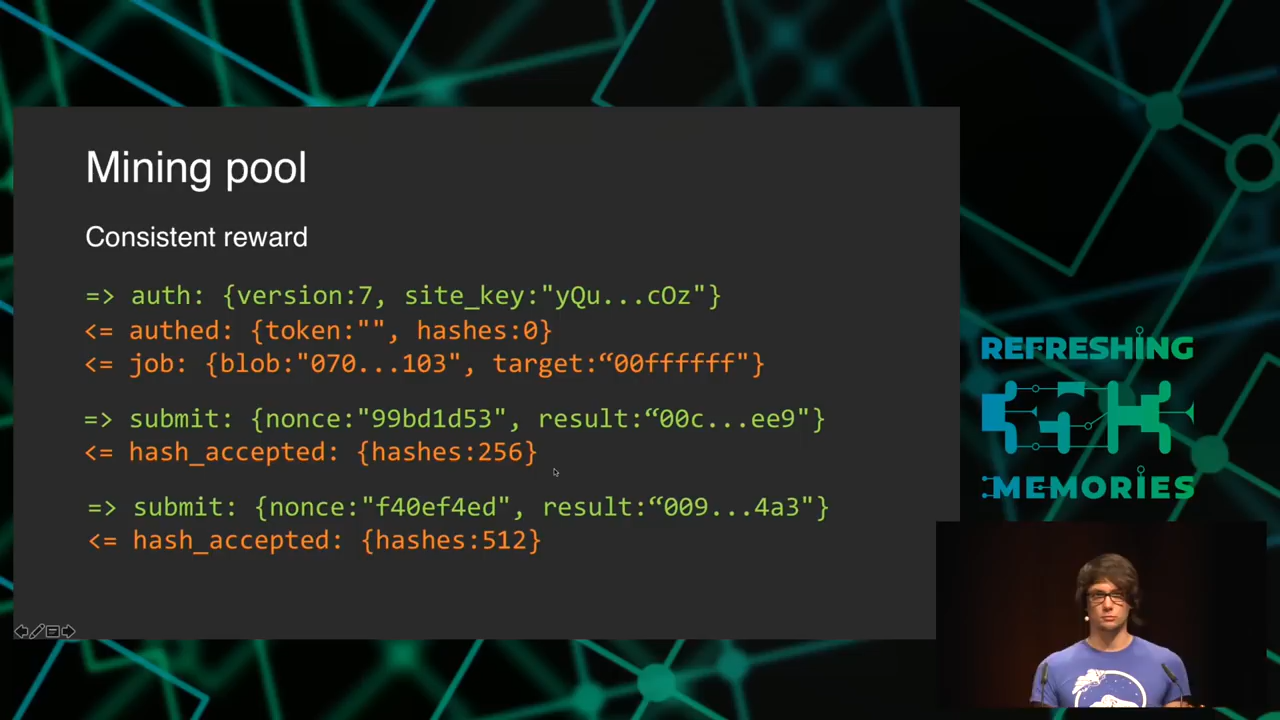 Mining pool
Consistent reward
=> auth: {version:7, site_key:"yQu...cOz"}
<= authed: {token:"", hashes:0}
<= job: {blob:"070...103", target:“00ffffff"}
=> submit: {nonce:"99bd1d53", result:“00c...ee9"}
<= hash_accepted: {hashes:256}
=> submit: {nonce:"f40ef4ed", result:“009...4a3"}
<= hash_accepted: {hashes:512}
REFRESHING
MEMORIES